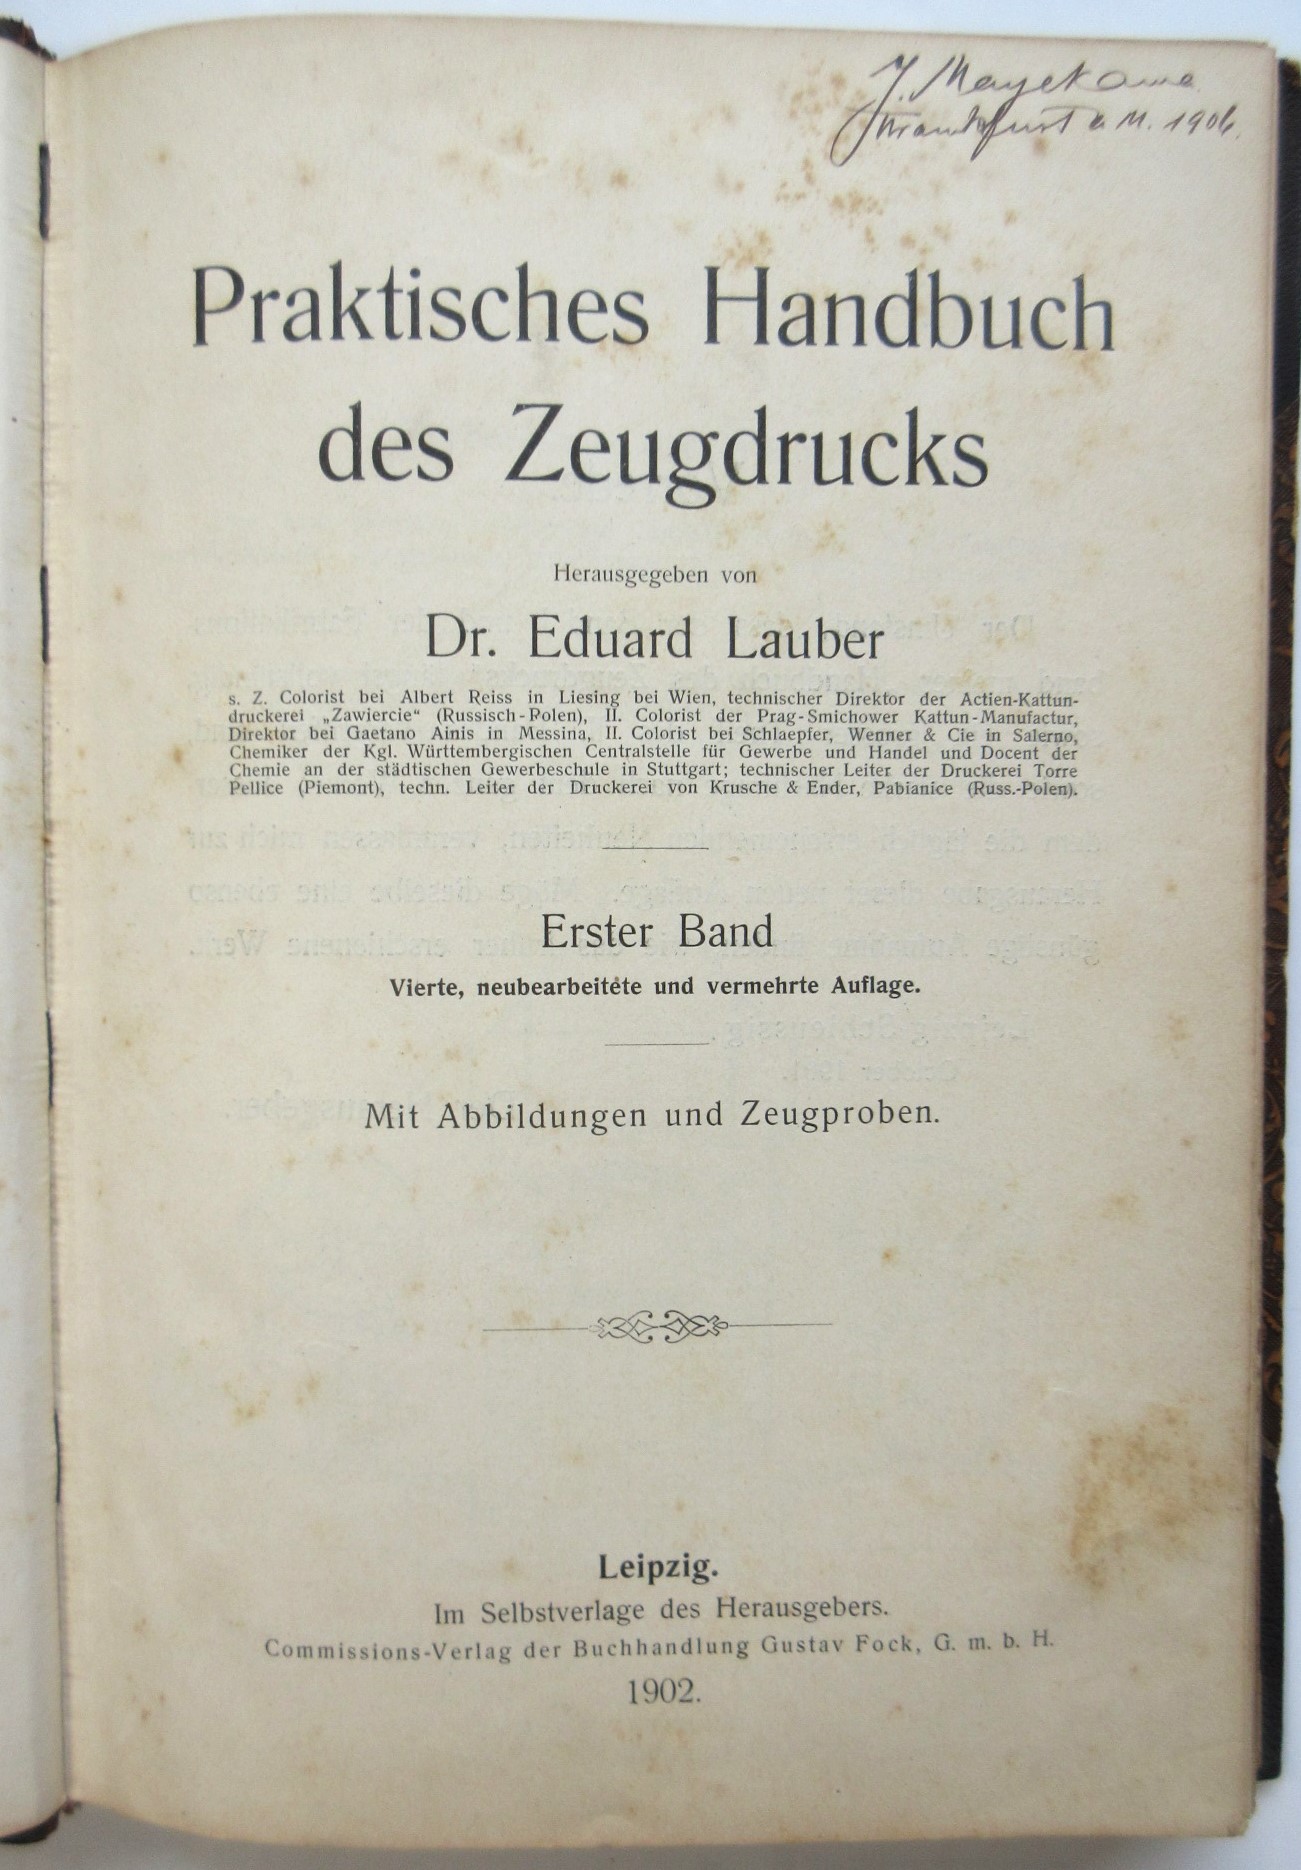 J. Mayekawa
Frankfurt a M. 1906.
Praktisches Handbuch
des Zeugdrucks
Herausgegeben von
Dr. Eduard Lauber
s. Z. Colorist bei Albert Reiss in Liesing bei Wien, technischer Direktor der Actien-Kattun-
druckerei „Zawiercie“ (Russisch-Polen), II. Colorist der Prag-Smichower Kattun-Manufactur,
Direktor bei Gaetano Ainis in Messina, II. Colorist bei Schlaepfer, Wenner & Cie in Salerno,
Chemiker der Kgl. Württembergischen Centralstelle für Gewerbe und Handel und Docent der
Chemie an der städtischen Gewerbeschule in Stuttgart; technischer Leiter der Druckerei Torre
Pellice (Piemont), techn. Leiter der Druckerei von Krusche & Ender, Pabianice (Russ.-Polen).
Erster Band
Vierte, neubearbeitete und vermehrte Auflage.
Mit Abbildungen und Zeugproben.
Leipzig.
Im Selbstverlage des Herausgebers.
Commissions-Verlag der Buchhandlung Gustav Fock, G. m. b. H.
1902.